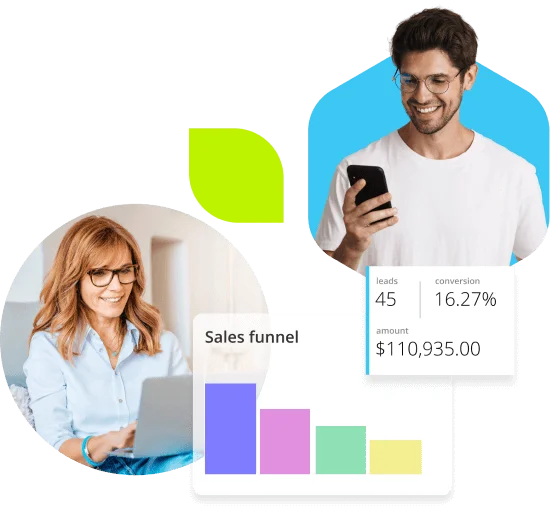 leads conversion
45 16.27%
amount
$110,935.00
Sales funnel